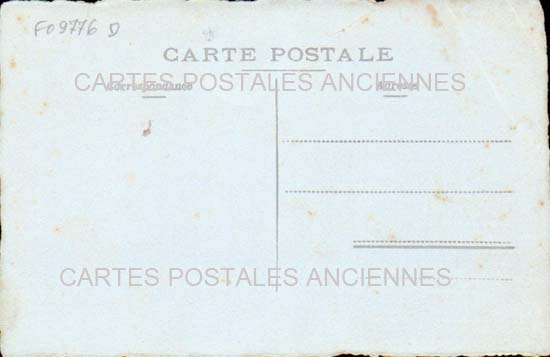 F09776 D
CARTE POSTALE
CARTES POSTALES ANCIENNES
Correspondance Adresse
CARTES POSTALES ANCIENNES